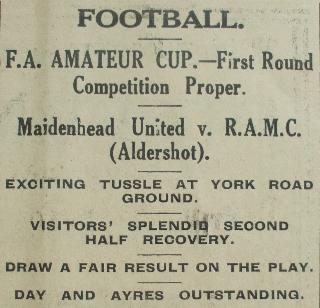 FOOTBALL.
F.A. AMATEUR CUP.—First Round
Competition Proper.
Maidenhead United v. R.A.M.C.
(Aldershot).
EXCITING TUSSLE AT YORK ROAD
GROUND.
VISITORS' SPLENDID SECOND
HALF RECOVERY.
DRAW A FAIR RESULT ON THE PLAY.
DAY AND AYRES OUTSTANDING.